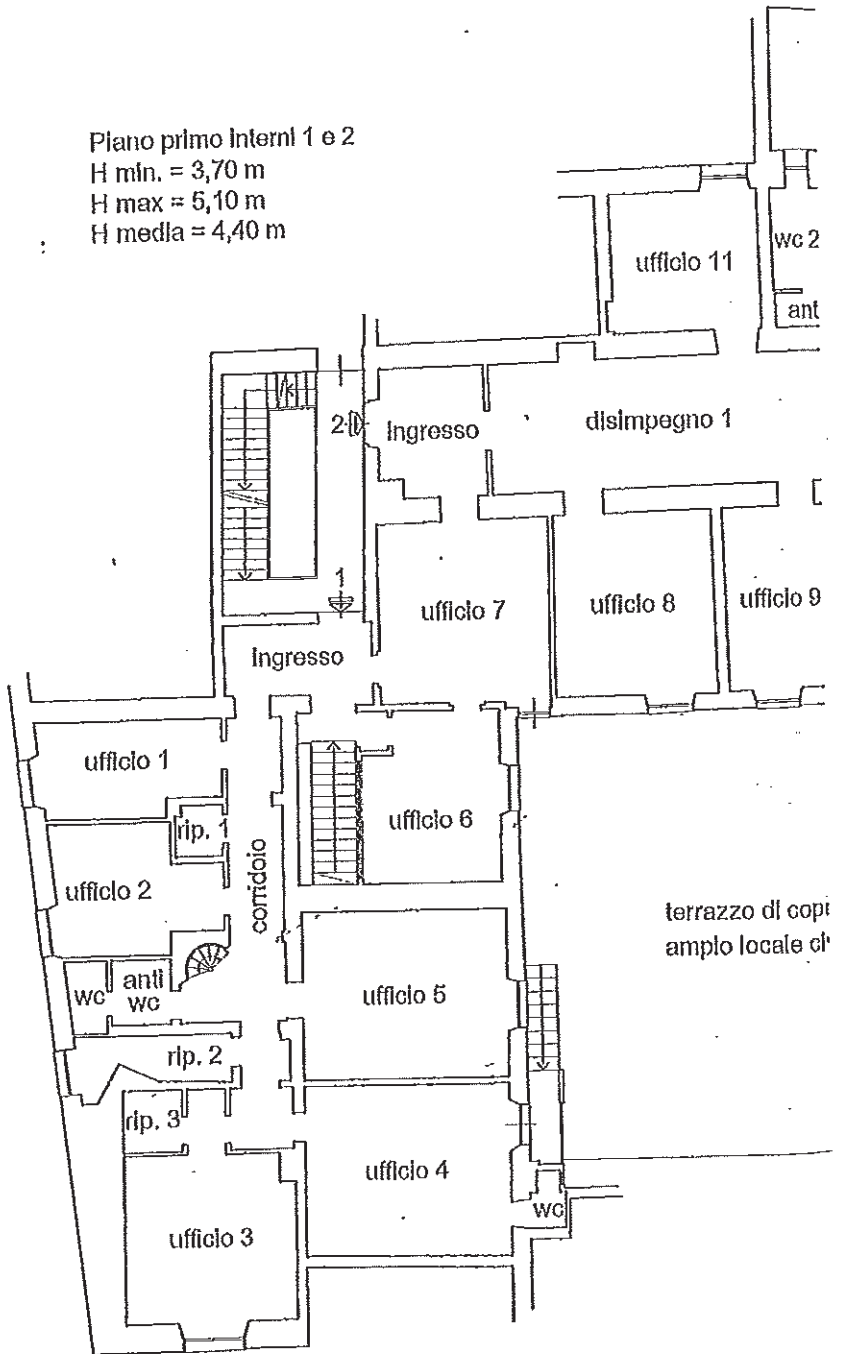 Piano primo interni 1 e 2
H min. = 3,70 m
H max = 5,10 m
H media = 4,40 m
ufficio 11
wc 2
ant
2
Ingresso
disimpegno 1
1
ufficio 7
ufficio 8
ufficio 9
Ingresso
ufficio 1
rip. 1
ufficio 6
ufficio 2
corridoio
terrazzo di cop
ampio locale c
wc
anti
wc
ufficio 5
rip. 2
rip. 3
ufficio 4
wc
ufficio 3